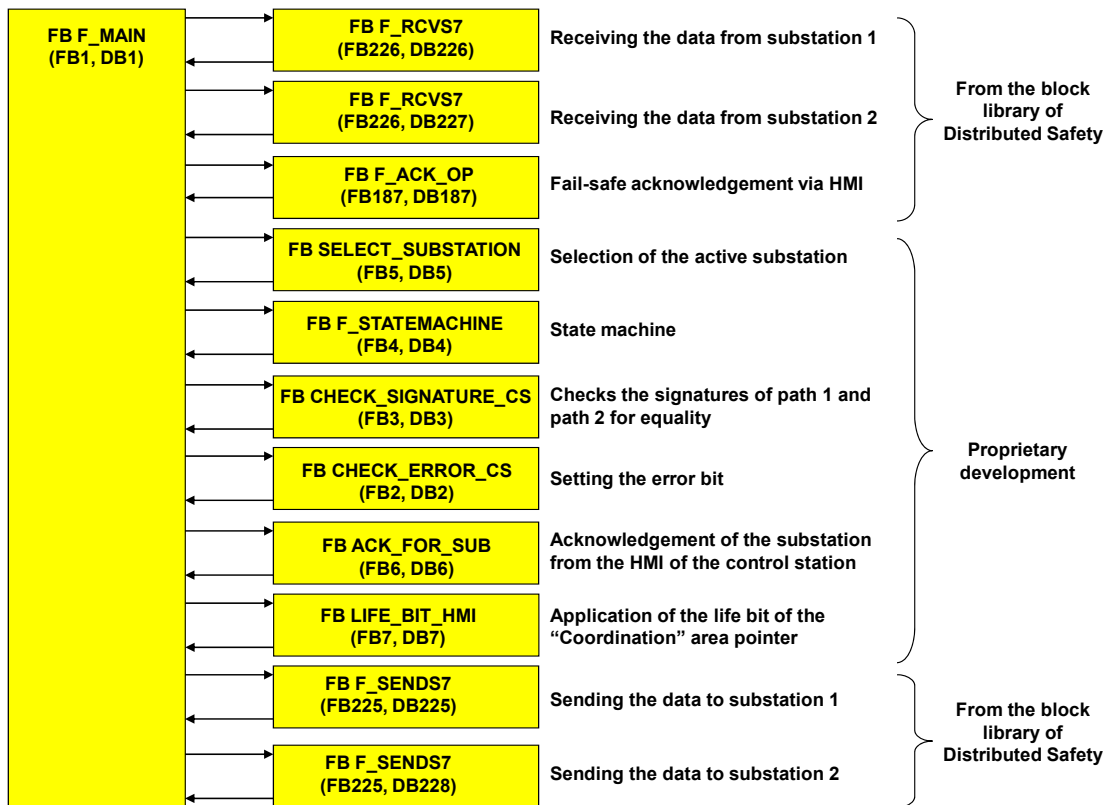 FB F_MAIN
(FB1, DB1)
FB F_RCVS7
(FB226, DB226)
Receiving the data from substation 1
FB F_RCVS7
(FB226, DB227)
Receiving the data from substation 2
FB F_ACK_OP
(FB187, DB187)
Fail-safe acknowledgement via HMI
From the block
library of
Distributed Safety
FB SELECT_SUBSTATION
(FB5, DB5)
Selection of the active substation
FB F_STATEMACHINE
(FB4, DB4)
State machine
FB CHECK_SIGNATURE_CS
(FB3, DB3)
Checks the signatures of path 1 and
path 2 for equality
FB CHECK_ERROR_CS
(FB2, DB2)
Setting the error bit
FB ACK_FOR_SUB
(FB6, DB6)
Acknowledgement of the substation
from the HMI of the control station
FB LIFE_BIT_HMI
(FB7, DB7)
Application of the life bit of the
“Coordination” area pointer
Proprietary
development
FB F_SENDS7
(FB225, DB225)
Sending the data to substation 1
FB F_SENDS7
(FB225, DB228)
Sending the data to substation 2
From the block
library of
Distributed Safety